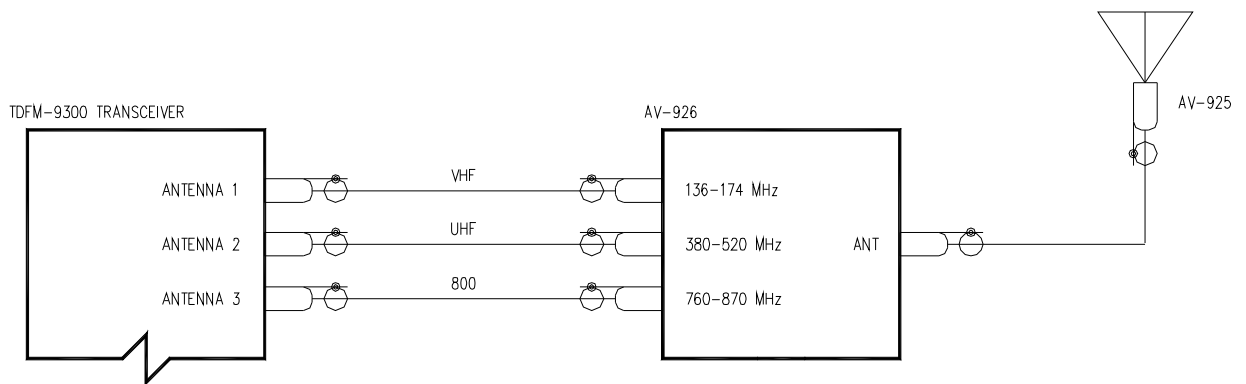 TDFM-9300 TRANSCEIVER
AV-926
AV-925
ANTENNA 1
VHF
136-174 MHz
ANTENNA 2
UHF
380-520 MHz
ANT
ANTENNA 3
800
760-870 MHz